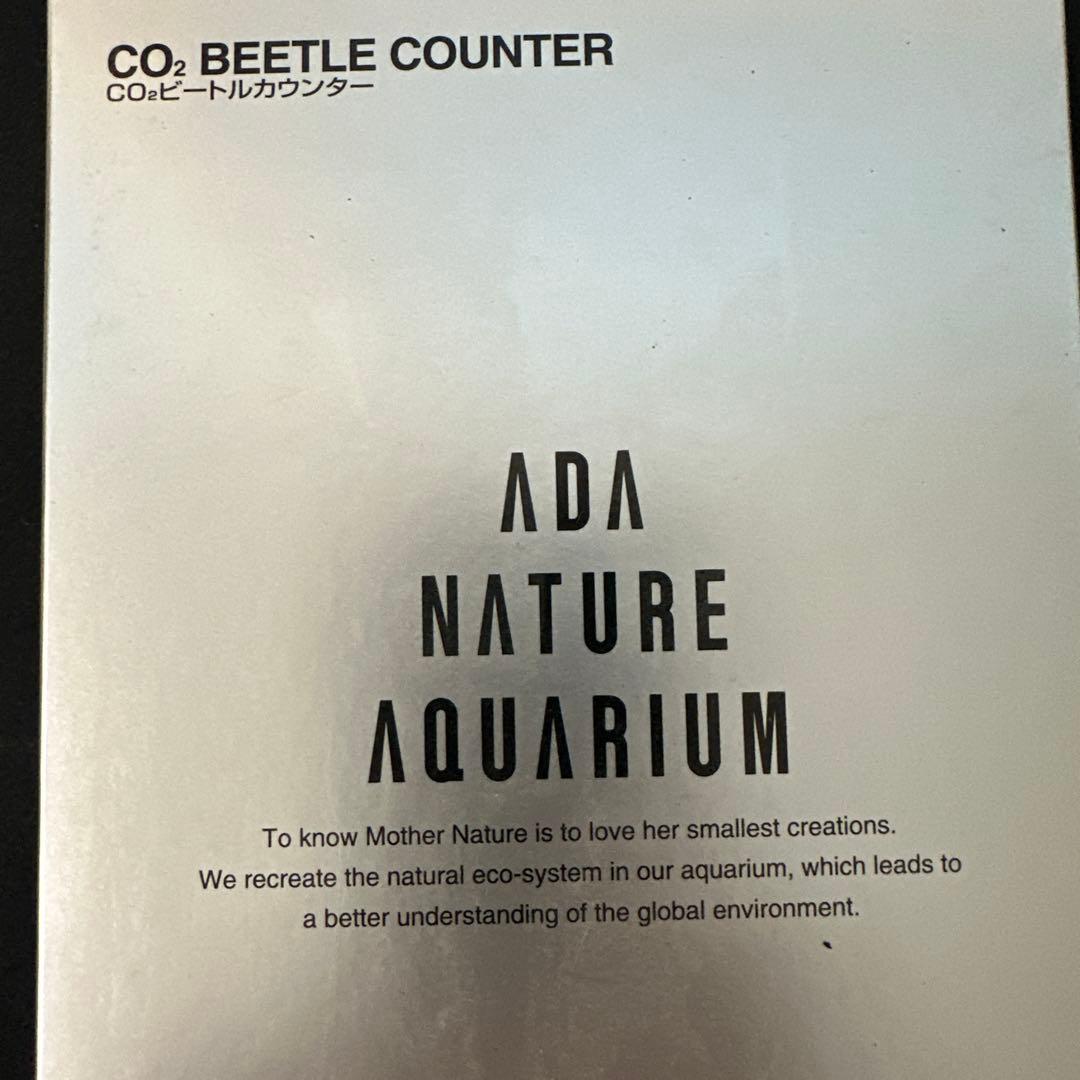 CO₂ BEETLE COUNTER
CO₂ビートルカウンター
ADA
NATURE
AQUARIUM
To know Mother Nature is to love her smallest creations.
We recreate the natural eco-system in our aquarium, which leads to
a better understanding of the global environment.